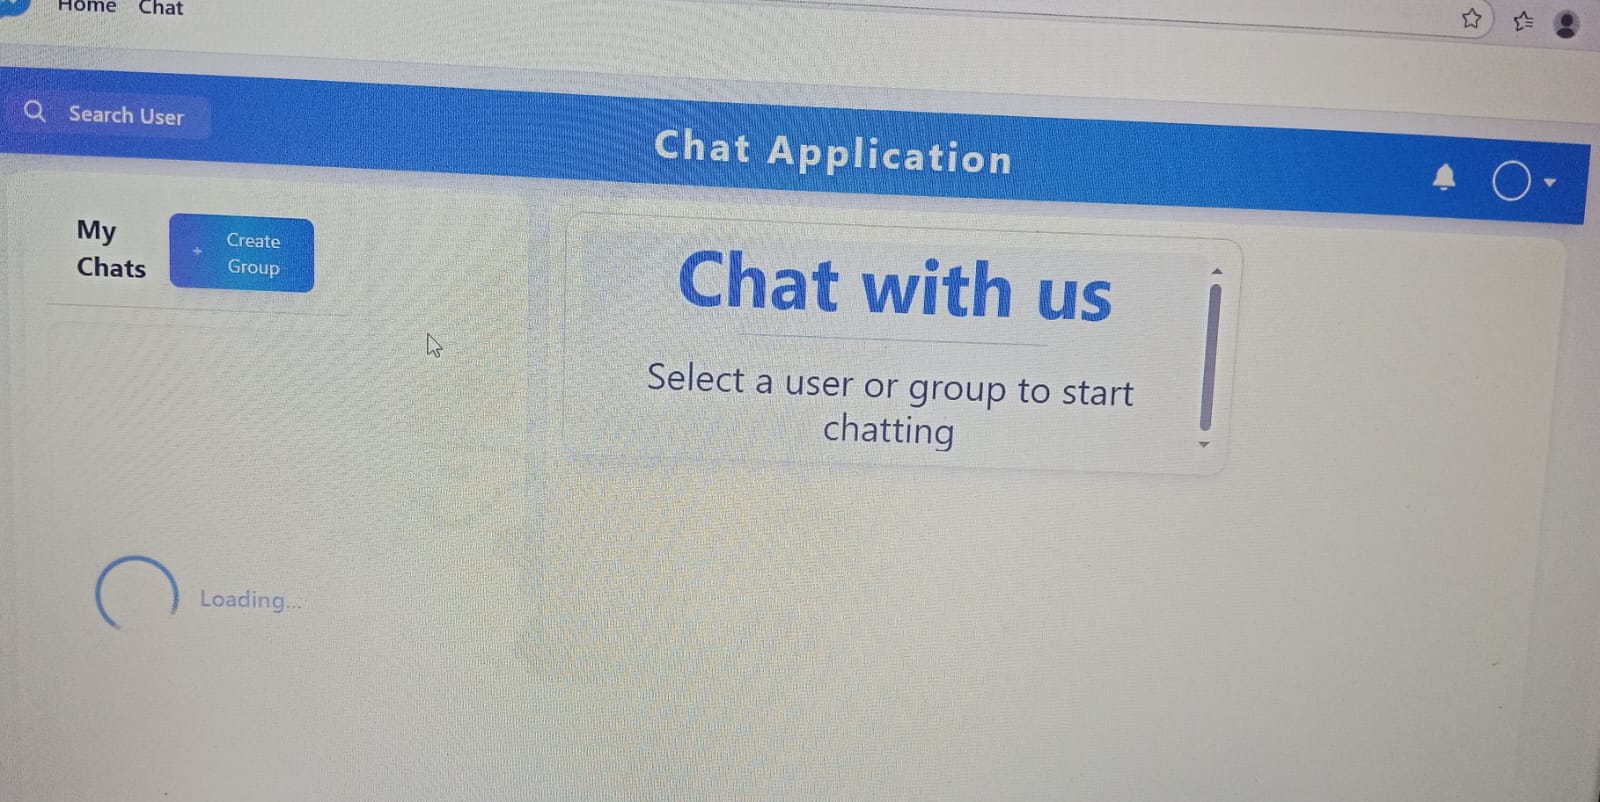 Home Chat
Search User
Chat Application
My
Chats
+ Create
Group
Chat with us
Select a user or group to start
chatting
Loading...